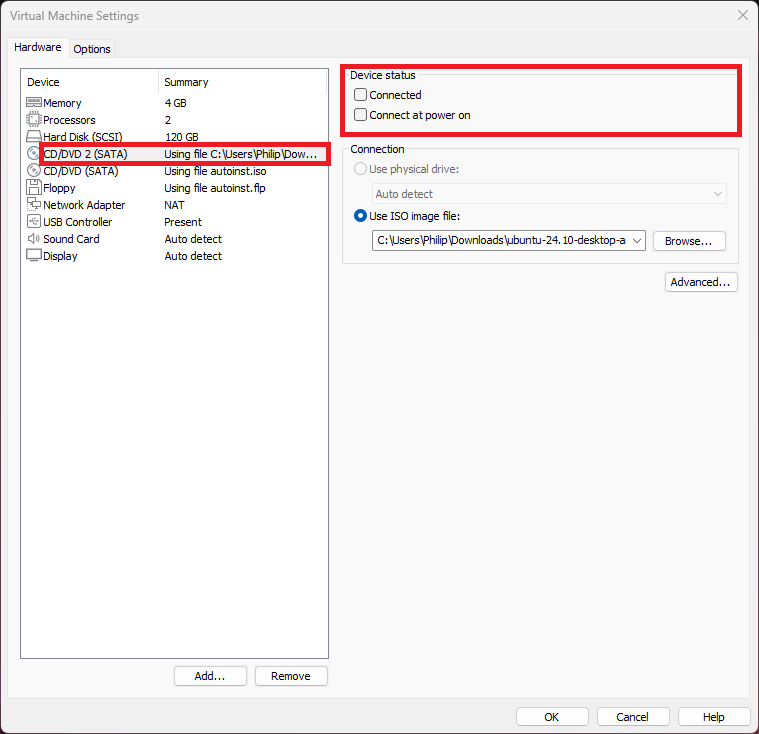 Virtual Machine Settings
Hardware Options
Device Summary
Memory 4 GB
Processors 2
Hard Disk (SCSI) 120 GB
CD/DVD 2 (SATA) Using file C:\Users\Philip\Dow...
CD/DVD (SATA) Using file autoinst.iso
Floppy Using file autoinst.flp
Network Adapter NAT
USB Controller Present
Sound Card Auto detect
Display Auto detect
Add... Remove
Device status
Connected
Connect at power on
Connection
Use physical drive:
Auto detect
Use ISO image file:
C:\Users\Philip\Downloads\ubuntu-24.10-desktop-a Browse...
Advanced...
OK Cancel Help